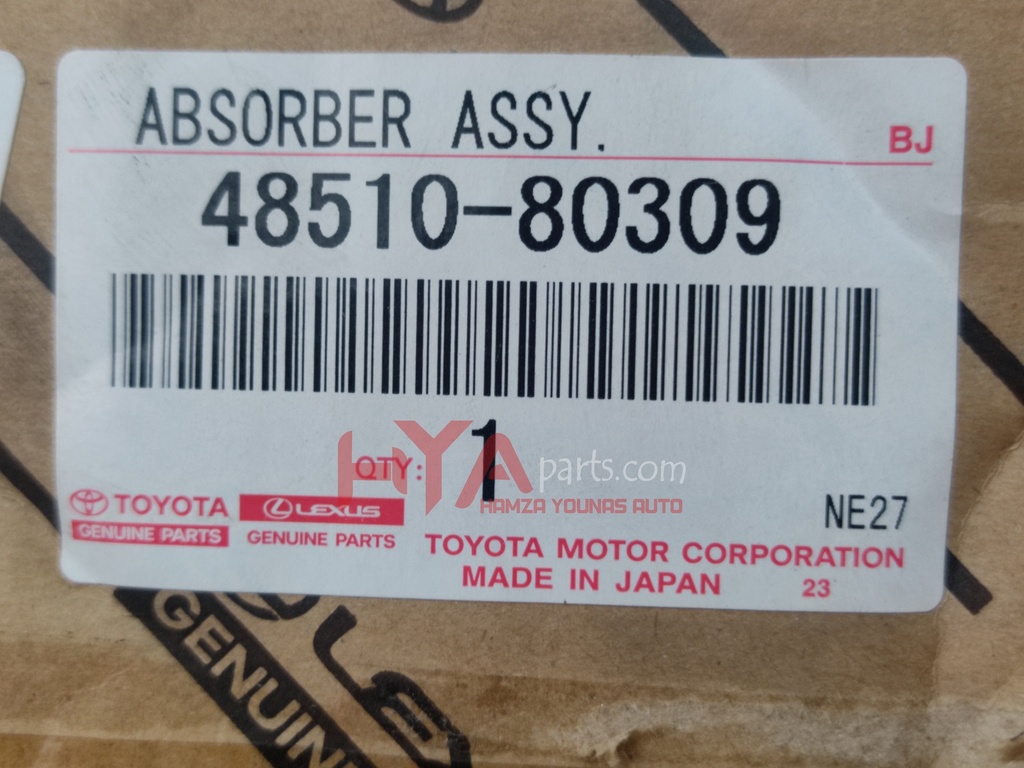 ABSORBER ASSY.
BJ
48510-80309
QTY: 1
HYA parts.com
HAMZA YOUNAS AUTO
TOYOTA
GENUINE PARTS
LEXUS
GENUINE PARTS
NE27
TOYOTA MOTOR CORPORATION
MADE IN JAPAN 23
GENUIN